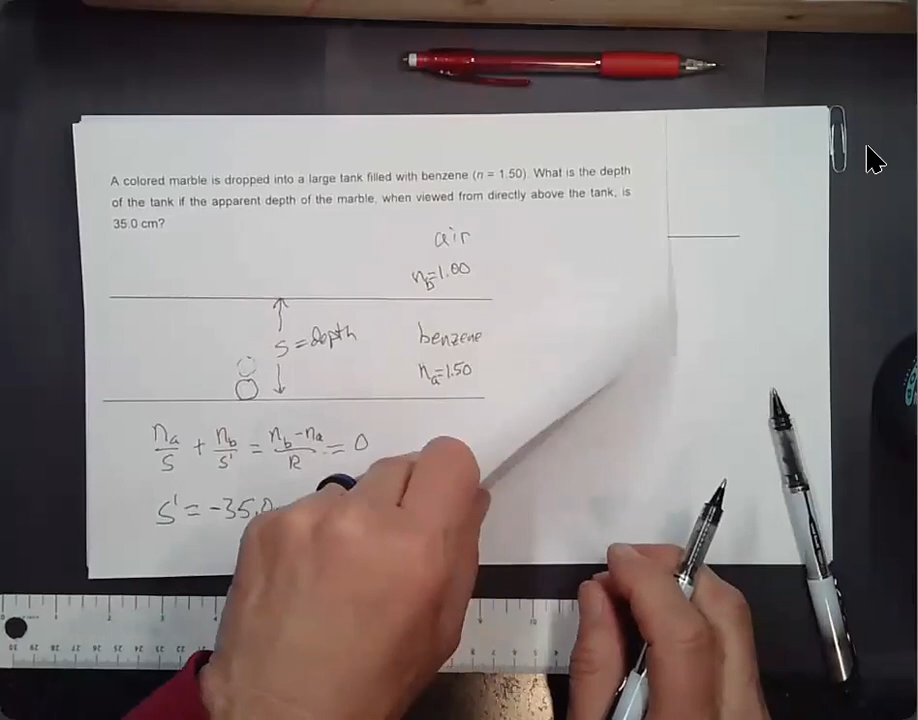 A colored marble is dropped into a large tank filled with benzene (n = 1.50). What is the depth
of the tank if the apparent depth of the marble, when viewed from directly above the tank, is
35.0 cm?
air
n_b=1.00
s = depth
benzene
n_a=1.50
n_a/s + n_b/s' = (n_b-n_a)/R = 0
s' = -35.0